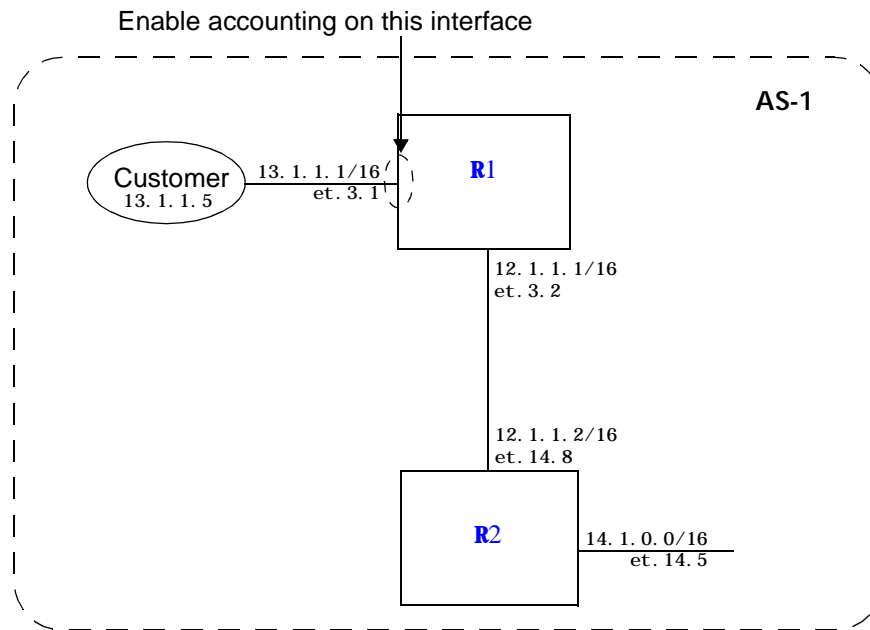 Enable accounting on this interface
AS-1
R1
Customer
13.1.1.5
13.1.1.1/16
et.3.1
12.1.1.1/16
et.3.2
12.1.1.2/16
et.14.8
R2
14.1.0.0/16
et.14.5